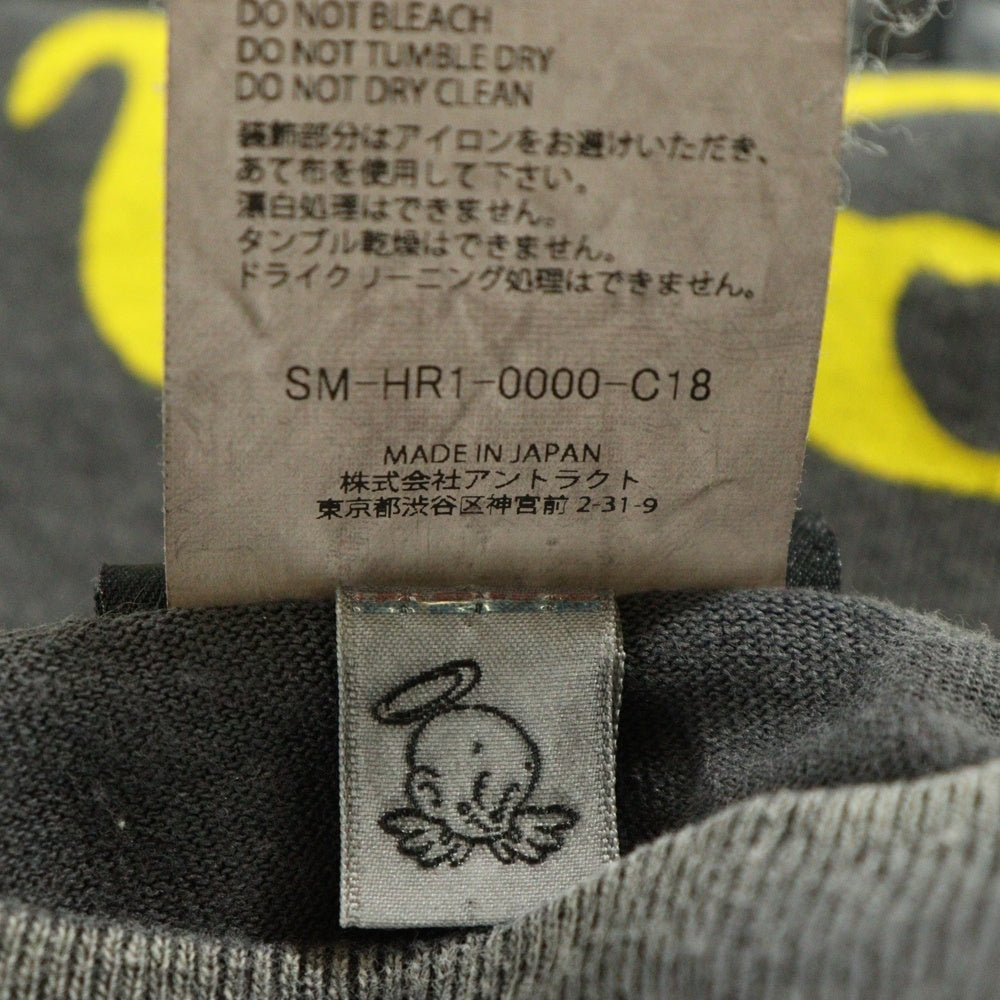 DO NOT BLEACH
DO NOT TUMBLE DRY
DO NOT DRY CLEAN
装飾部分はアイロンをお避けいただき、
あて布を使用して下さい。
漂白処理はできません。
タンブル乾燥はできません。
ドライクリーニング処理はできません。
SM-HR1-0000-C18
MADE IN JAPAN
株式会社アントラクト
東京都渋谷区神宮前 2-31-9